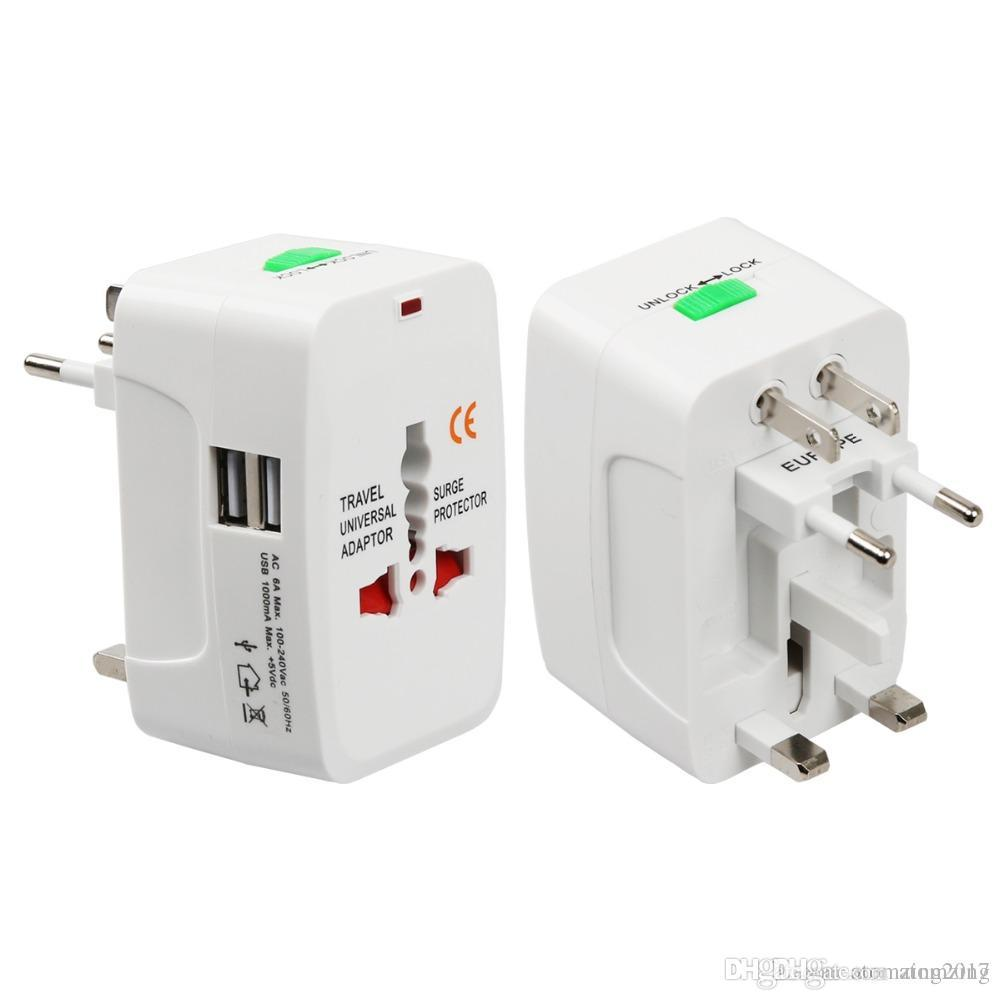 UNLOCK↔LOCK
CE
TRAVEL
UNIVERSAL
ADAPTOR
SURGE
PROTECTOR
AC 6A Max. 100-240Vac 50/60Hz
USB 1000mA Max. +5Vdc
UNLOCK↔LOCK
EUROPE